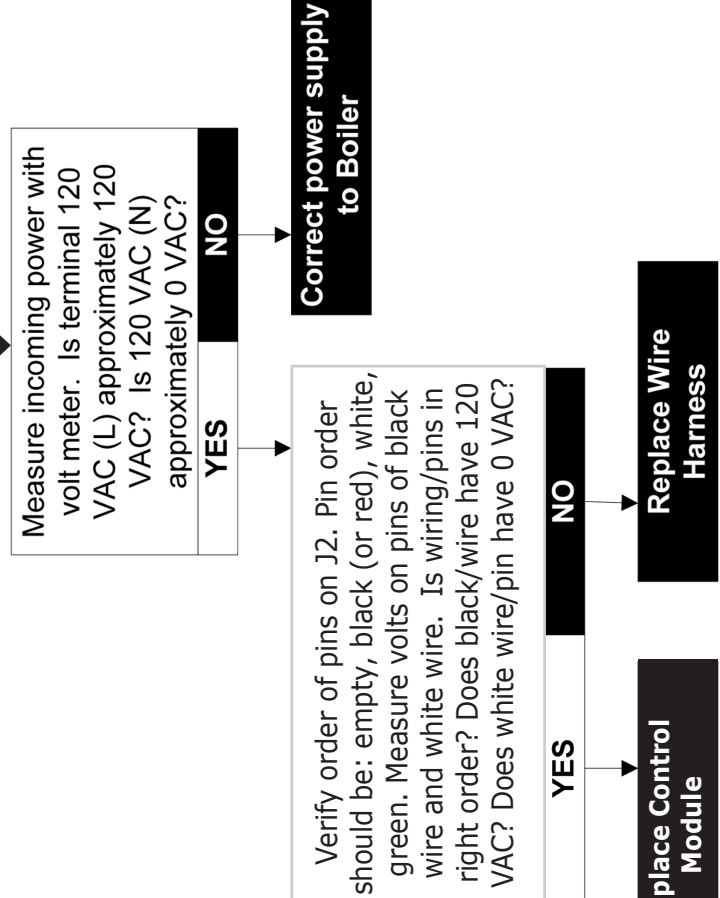 Measure incoming power with
volt meter. Is terminal 120
VAC (L) approximately 120
VAC? Is 120 VAC (N)
approximately 0 VAC?
YES
NO
Correct power supply
to Boiler
Verify order of pins on J2. Pin order
should be: empty, black (or red), white,
green. Measure volts on pins of black
wire and white wire. Is wiring/pins in
right order? Does black/wire have 120
VAC? Does white wire/pin have 0 VAC?
YES
NO
Replace Wire
Harness
place Control
Module